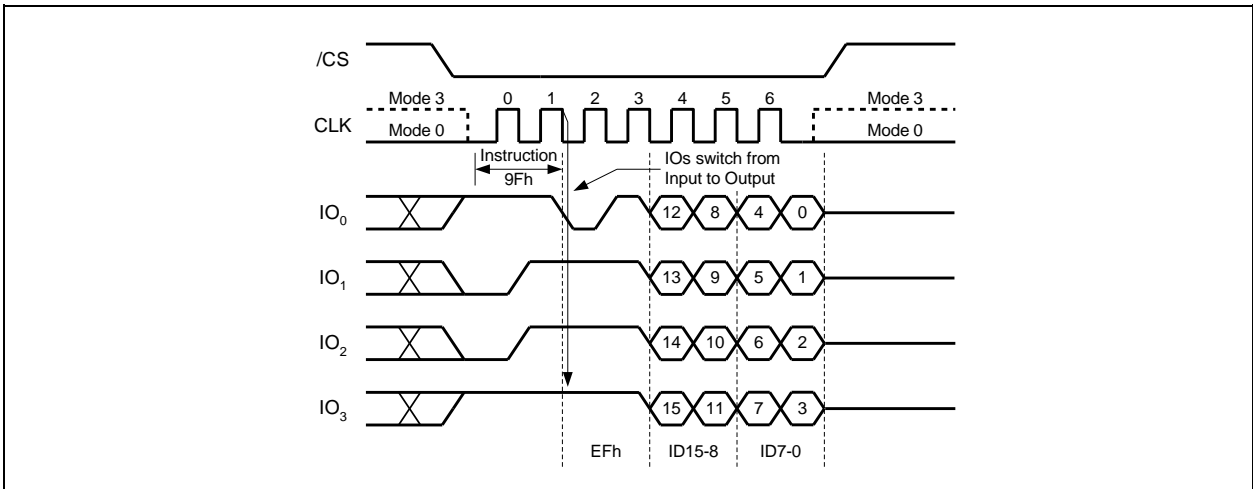 /CS
Mode 3 0 1 2 3 4 5 6 Mode 3
CLK
Mode 0 Mode 0
Instruction
9Fh
IOs switch from
Input to Output
IO0 12 8 4 0
IO1 13 9 5 1
IO2 14 10 6 2
IO3 15 11 7 3
EFh ID15-8 ID7-0